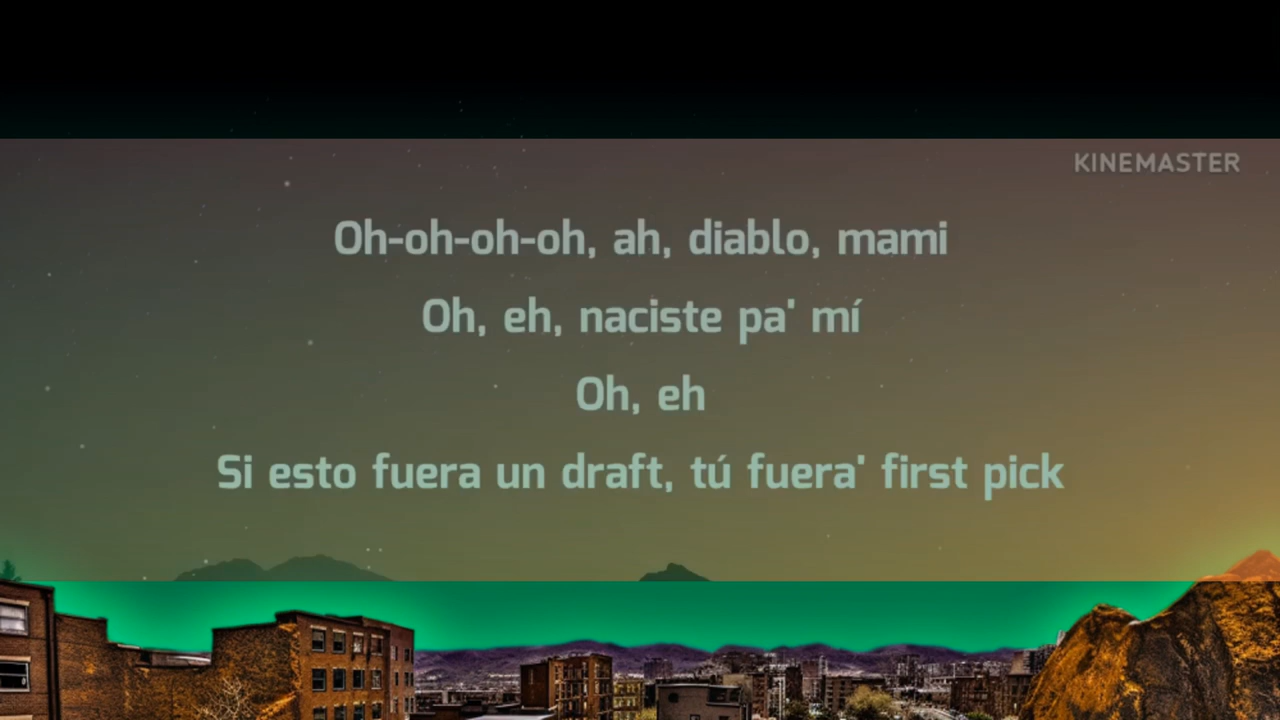 KINEMASTER
Oh-oh-oh-oh, ah, diablo, mami
Oh, eh, naciste pa' mí
Oh, eh
Si esto fuera un draft, tú fuera' first pick